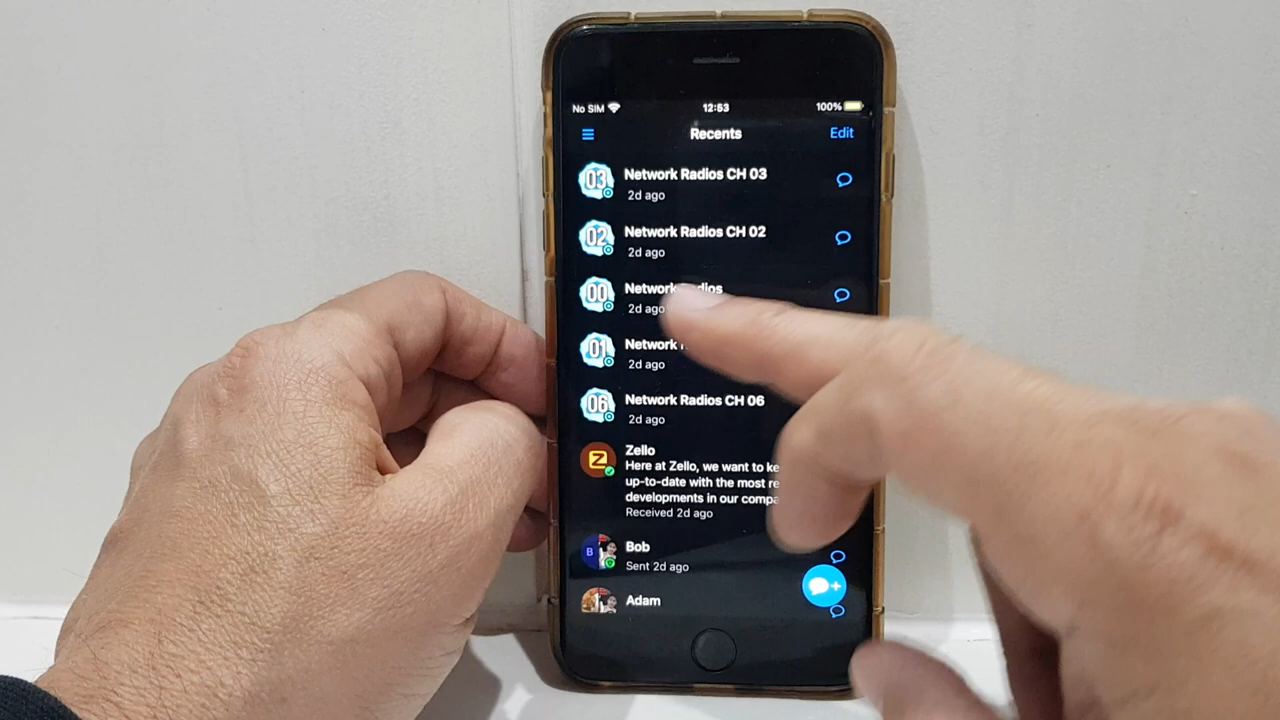 No SIM 12:53 100%
Recents Edit
03 Network Radios CH 03
2d ago
02 Network Radios CH 02
2d ago
00 Network Radios
2d ago
01 Network
2d ago
06 Network Radios CH 06
2d ago
Z Zello
Here at Zello, we want to ke
up-to-date with the most re
developments in our compa
Received 2d ago
B Bob
Sent 2d ago
Adam